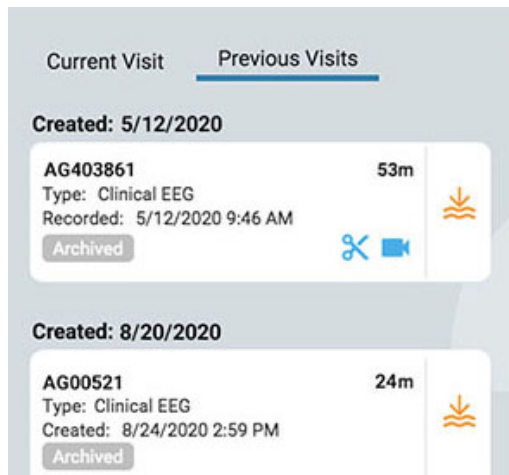 Current Visit Previous Visits
Created: 5/12/2020
AG403861 53m
Type: Clinical EEG
Recorded: 5/12/2020 9:46 AM
Archived
Created: 8/20/2020
AG00521 24m
Type: Clinical EEG
Created: 8/24/2020 2:59 PM
Archived